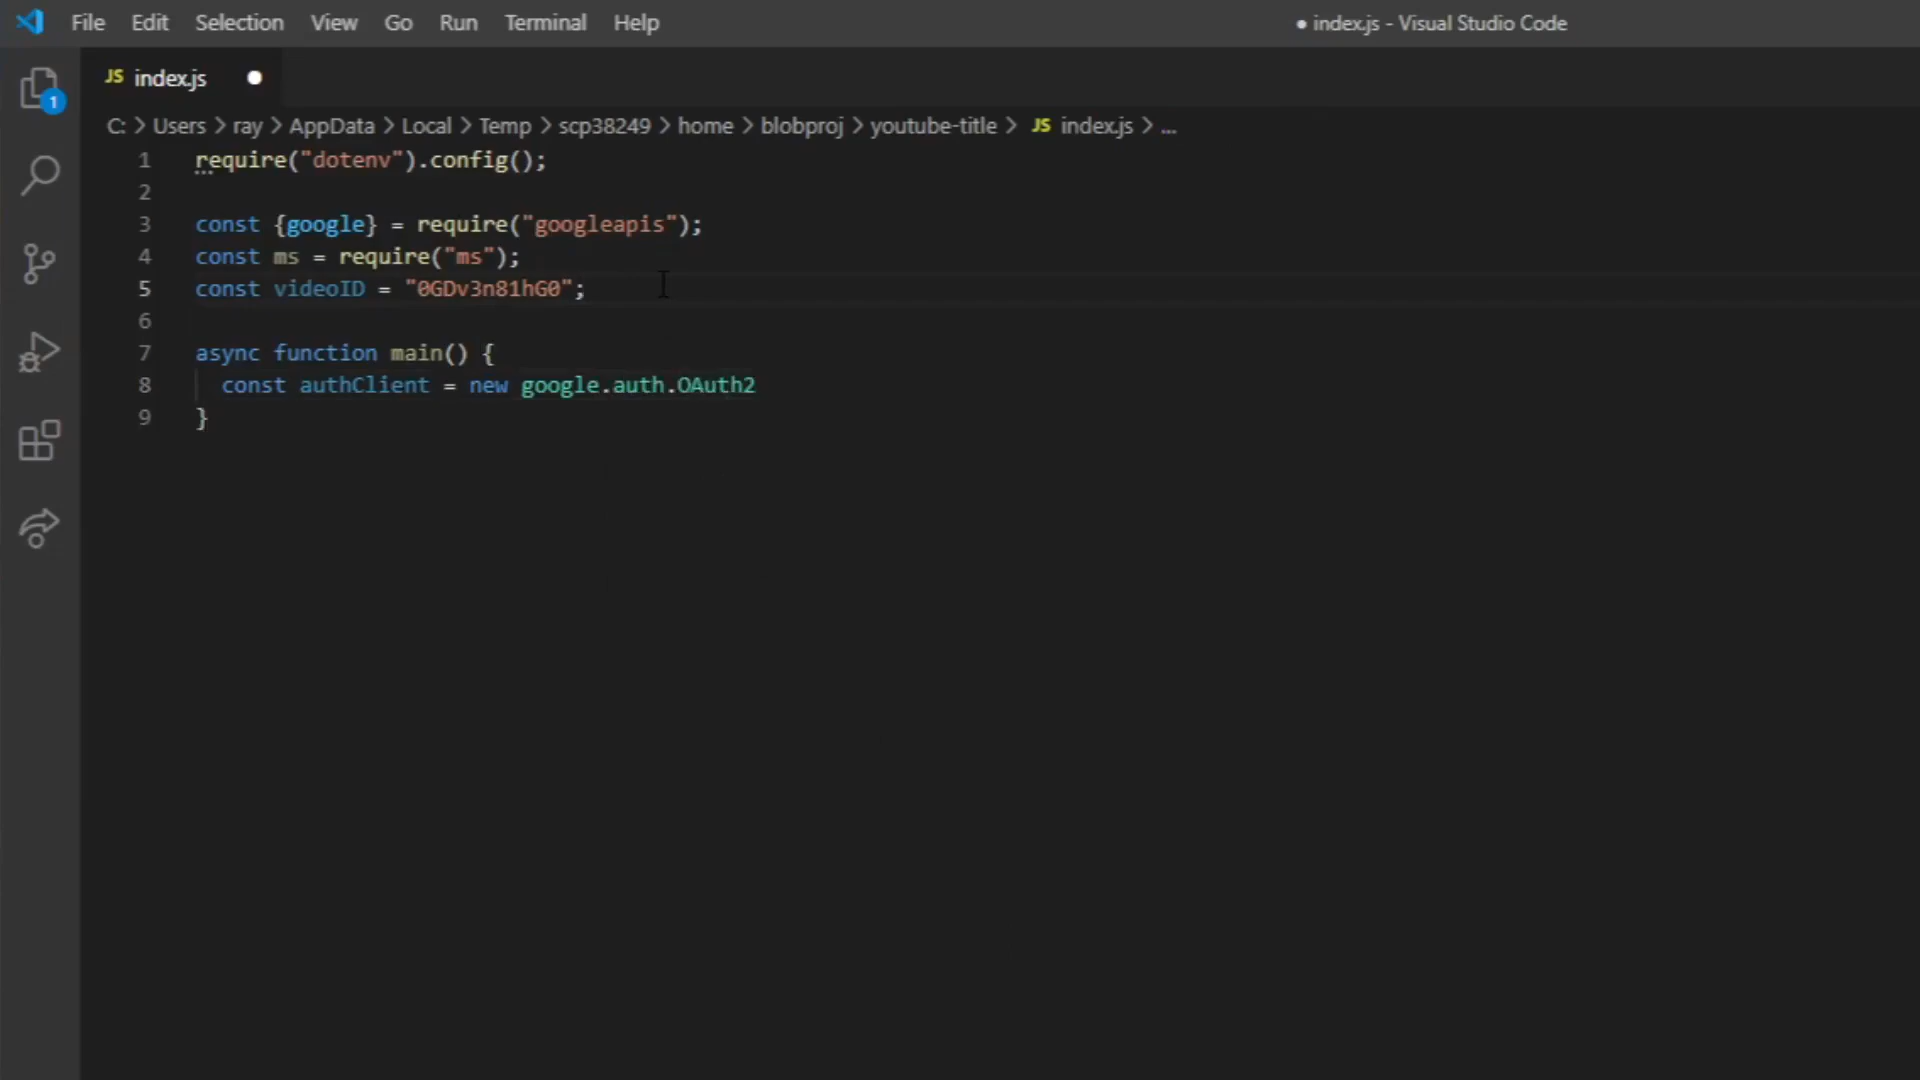 File Edit Selection View Go Run Terminal Help ● index.js - Visual Studio Code
JS index.js ●
C: > Users > ray > AppData > Local > Temp > scp38249 > home > blobproj > youtube-title > JS index.js > ...
1
1 require("dotenv").config();
2
3 const {google} = require("googleapis");
4 const ms = require("ms");
5 const videoID = "0GDv3n81hG0";
6
7 async function main() {
8 const authClient = new google.auth.OAuth2
9 }